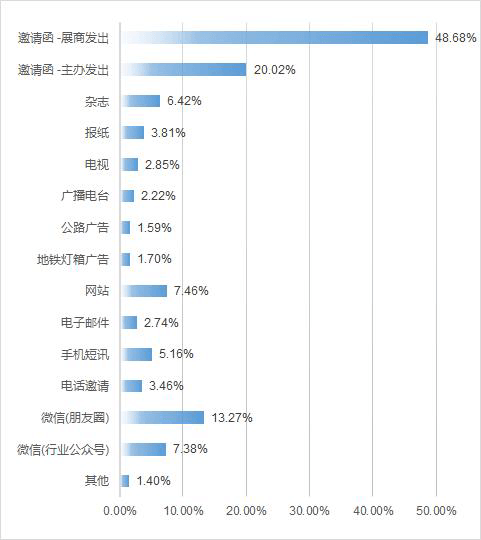 邀请函 -展商发出 48.68%
邀请函 -主办发出 20.02%
杂志 6.42%
报纸 3.81%
电视 2.85%
广播电台 2.22%
公路广告 1.59%
地铁灯箱广告 1.70%
网站 7.46%
电子邮件 2.74%
手机短讯 5.16%
电话邀请 3.46%
微信(朋友圈) 13.27%
微信(行业公众号) 7.38%
其他 1.40%
0.00% 10.00% 20.00% 30.00% 40.00% 50.00%